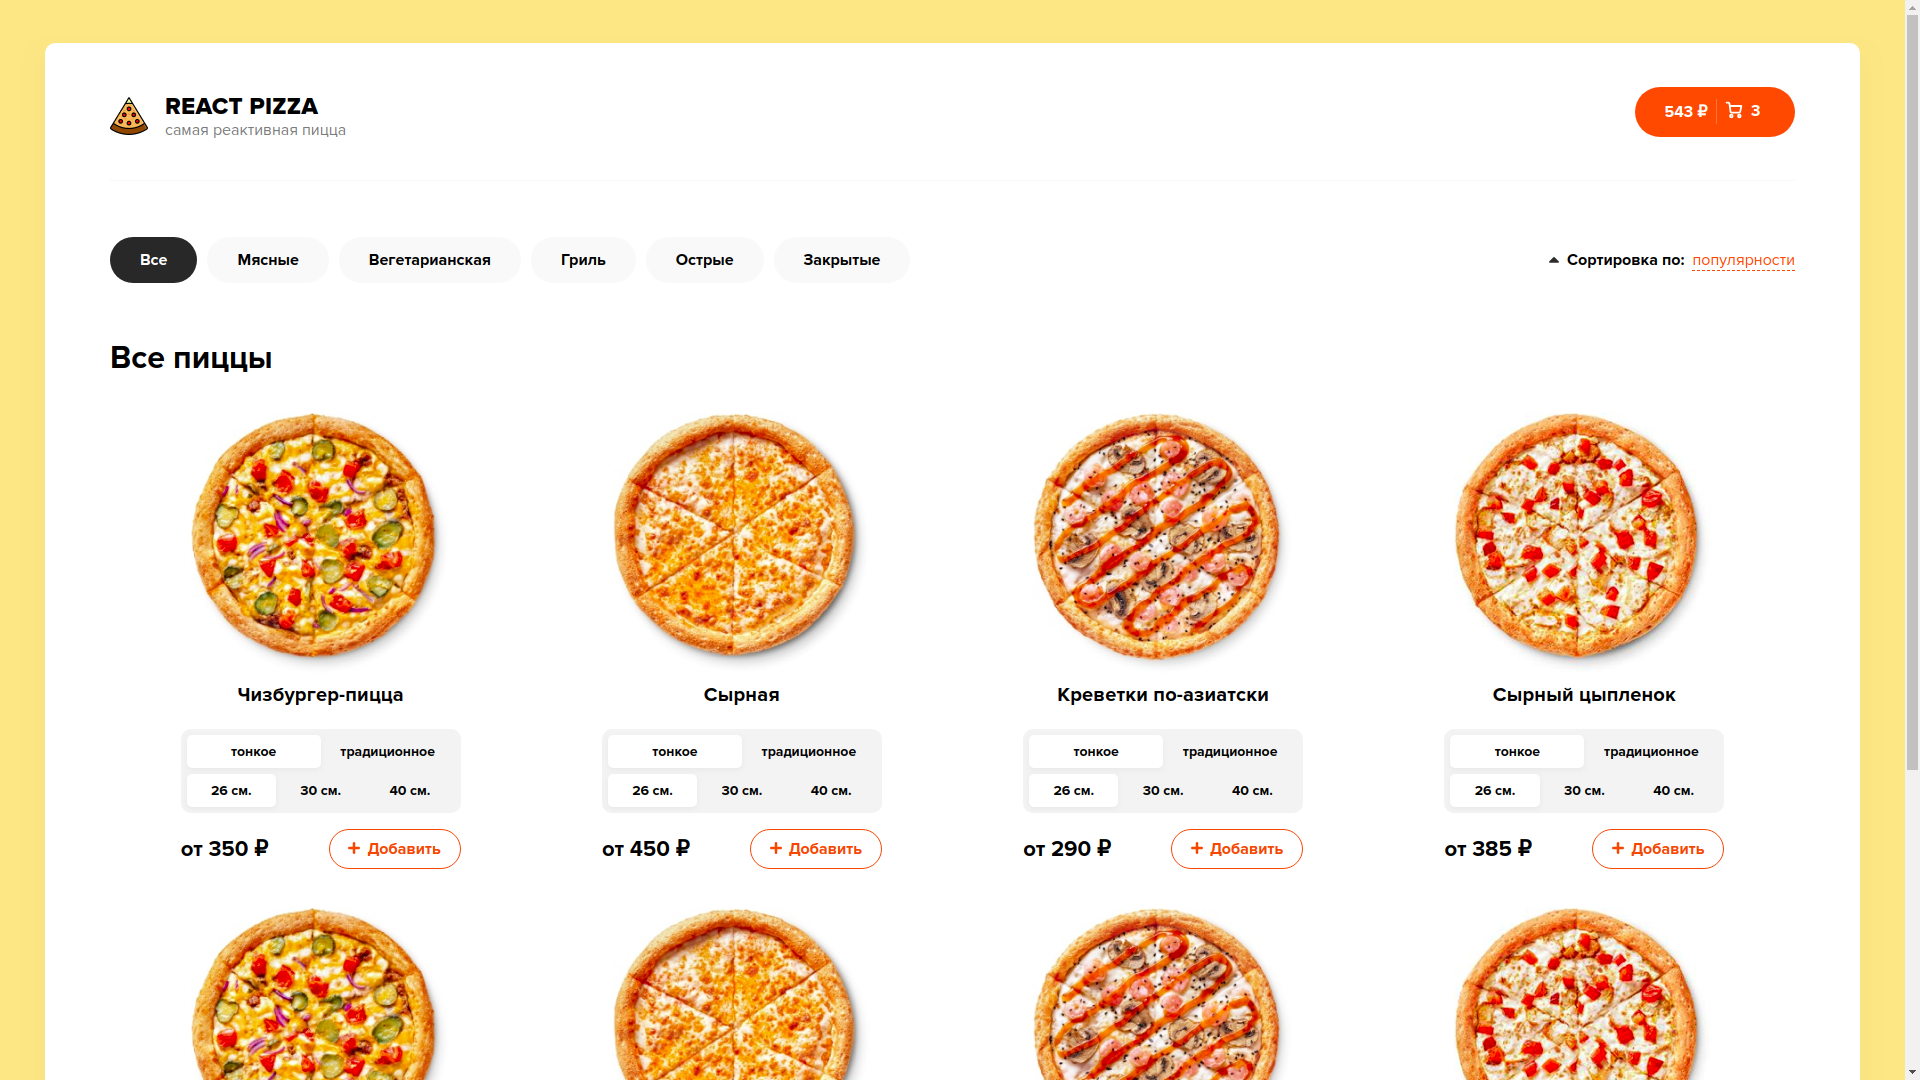 REACT PIZZA
самая реактивная пицца
543 ₽ 3
Все Мясные Вегетарианская Гриль Острые Закрытые
Сортировка по: популярности
Все пиццы
Чизбургер-пицца Сырная Креветки по-азиатски Сырный цыпленок
тонкое традиционное тонкое традиционное тонкое традиционное тонкое традиционное
26 см. 30 см. 40 см. 26 см. 30 см. 40 см. 26 см. 30 см. 40 см. 26 см. 30 см. 40 см.
от 350 ₽ + Добавить от 450 ₽ + Добавить от 290 ₽ + Добавить от 385 ₽ + Добавить